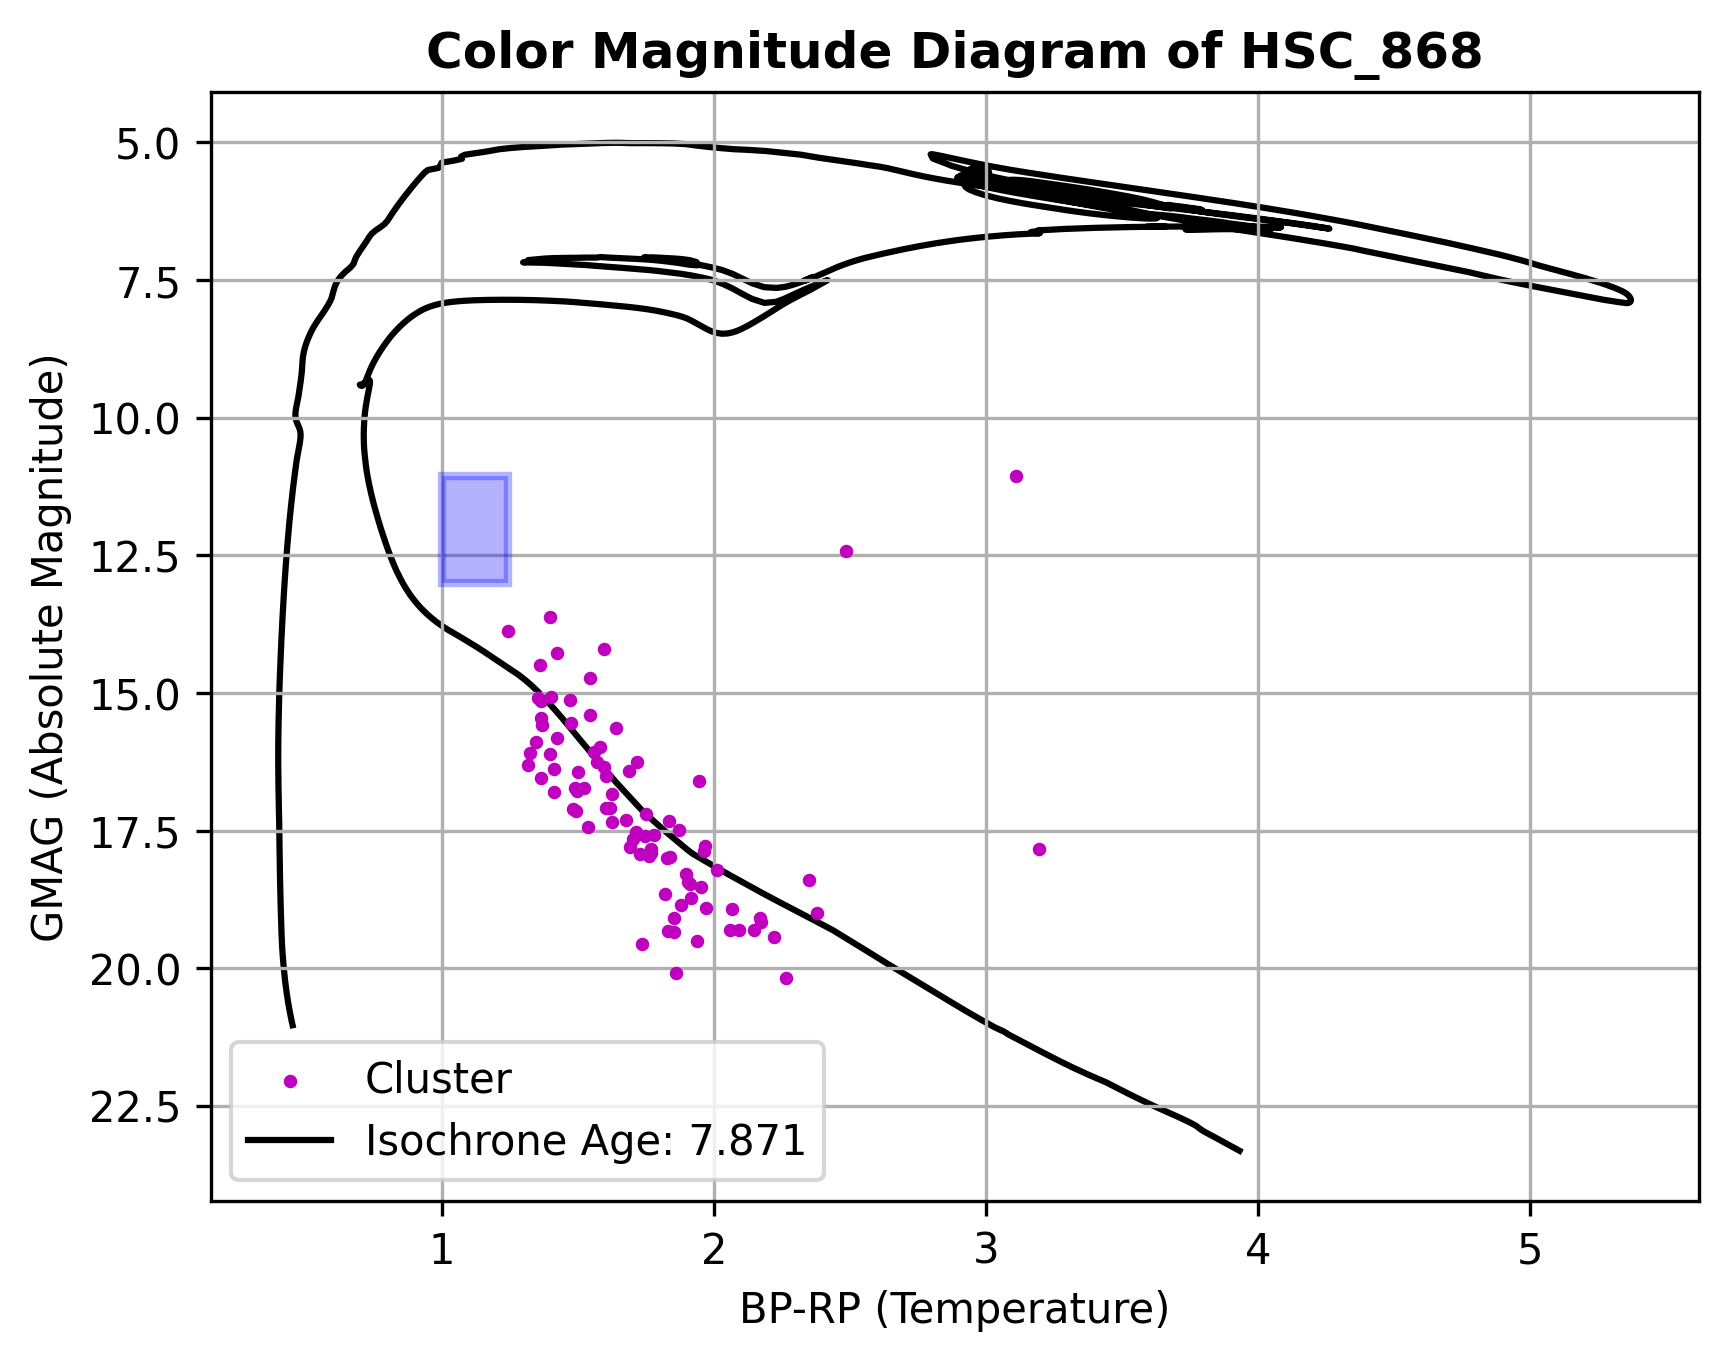 Color Magnitude Diagram of HSC_868
GMAG (Absolute Magnitude)
5.0
7.5
10.0
12.5
15.0
17.5
20.0
22.5
Cluster
Isochrone Age: 7.871
1 2 3 4 5
BP-RP (Temperature)